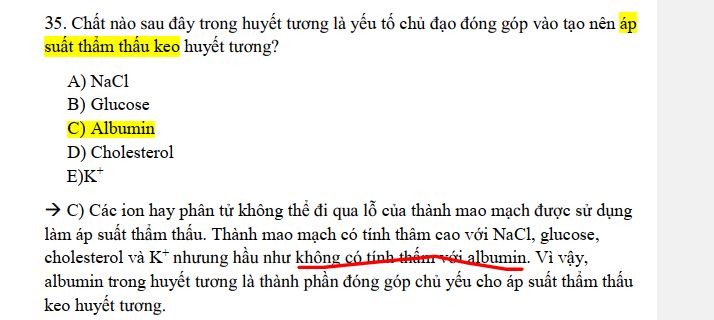 35. Chất nào sau đây trong huyết tương là yếu tố chủ đạo đóng góp vào tạo nên áp
suất thẩm thấu keo huyết tương?
A) NaCl
B) Glucose
C) Albumin
D) Cholesterol
E)K⁺
→ C) Các ion hay phân tử không thể đi qua lỗ của thành mao mạch được sử dụng
làm áp suất thẩm thấu. Thành mao mạch có tính thâm cao với NaCl, glucose,
cholesterol và K⁺ nhưung hầu như không có tính thấm với albumin. Vì vậy,
albumin trong huyết tương là thành phần đóng góp chủ yếu cho áp suất thẩm thấu
keo huyết tương.